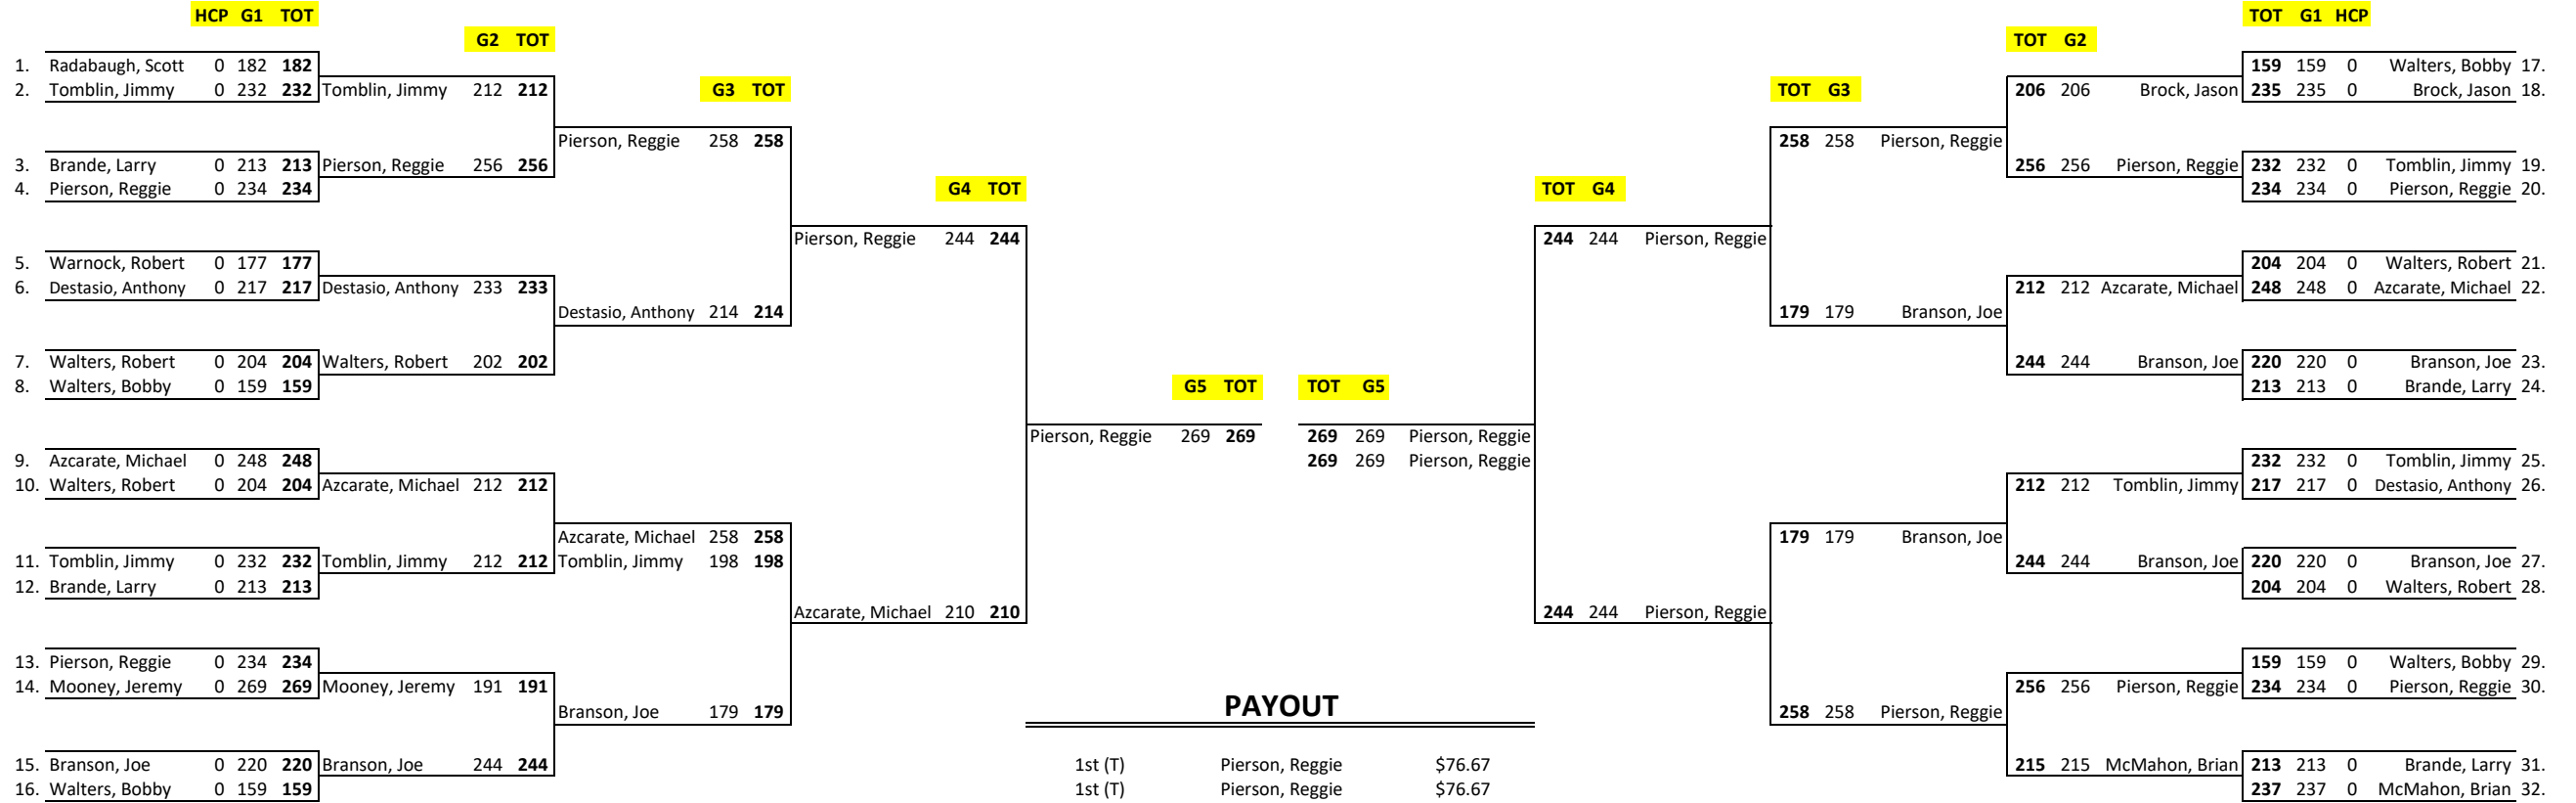 HCP G1 TOT TOT G1 HCP
G2 TOT TOT G2
1. Radabaugh, Scott 0 182 182 159 159 0 Walters, Bobby 17.
2. Tomblin, Jimmy 0 232 232 Tomblin, Jimmy 212 212 G3 TOT TOT G3 206 206 Brock, Jason 235 235 0 Brock, Jason 18.
Pierson, Reggie 258 258 258 258 Pierson, Reggie
3. Brande, Larry 0 213 213 Pierson, Reggie 256 256 256 256 Pierson, Reggie 232 232 0 Tomblin, Jimmy 19.
4. Pierson, Reggie 0 234 234 G4 TOT TOT G4 234 234 0 Pierson, Reggie 20.
Pierson, Reggie 244 244 244 244 Pierson, Reggie
5. Warnock, Robert 0 177 177 204 204 0 Walters, Robert 21.
6. Destasio, Anthony 0 217 217 Destasio, Anthony 233 233 212 212 Azcarate, Michael 248 248 0 Azcarate, Michael 22.
Destasio, Anthony 214 214 179 179 Branson, Joe
7. Walters, Robert 0 204 204 Walters, Robert 202 202 244 244 Branson, Joe 220 220 0 Branson, Joe 23.
8. Walters, Bobby 0 159 159 G5 TOT TOT G5 213 213 0 Brande, Larry 24.
Pierson, Reggie 269 269 269 269 Pierson, Reggie
9. Azcarate, Michael 0 248 248 269 269 Pierson, Reggie 232 232 0 Tomblin, Jimmy 25.
10. Walters, Robert 0 204 204 Azcarate, Michael 212 212 212 212 Tomblin, Jimmy 217 217 0 Destasio, Anthony 26.
Azcarate, Michael 258 258 179 179 Branson, Joe
11. Tomblin, Jimmy 0 232 232 Tomblin, Jimmy 212 212 Tomblin, Jimmy 198 198 244 244 Branson, Joe 220 220 0 Branson, Joe 27.
12. Brande, Larry 0 213 213 204 204 0 Walters, Robert 28.
Azcarate, Michael 210 210 244 244 Pierson, Reggie
13. Pierson, Reggie 0 234 234 159 159 0 Walters, Bobby 29.
14. Mooney, Jeremy 0 269 269 Mooney, Jeremy 191 191 256 256 Pierson, Reggie 234 234 0 Pierson, Reggie 30.
Branson, Joe 179 179 PAYOUT 258 258 Pierson, Reggie
15. Branson, Joe 0 220 220 Branson, Joe 244 244 1st (T) Pierson, Reggie $76.67 215 215 McMahon, Brian 213 213 0 Brande, Larry 31.
16. Walters, Bobby 0 159 159 1st (T) Pierson, Reggie $76.67 237 237 0 McMahon, Brian 32.